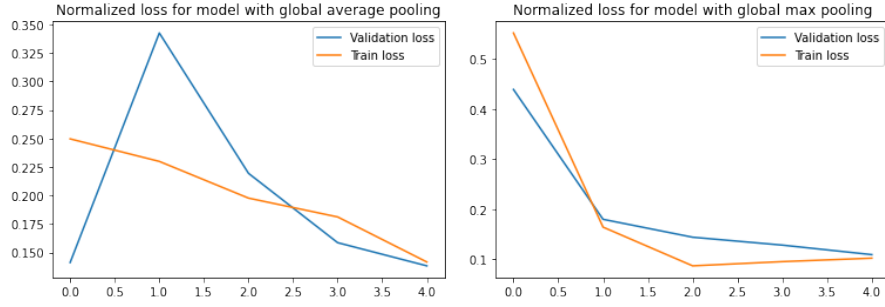 Normalized loss for model with global average pooling
0.350
0.325
0.300
0.275
0.250
0.225
0.200
0.175
0.150
0.0 0.5 1.0 1.5 2.0 2.5 3.0 3.5 4.0
Validation loss
Train loss
Normalized loss for model with global max pooling
0.5
0.4
0.3
0.2
0.1
0.0 0.5 1.0 1.5 2.0 2.5 3.0 3.5 4.0
Validation loss
Train loss